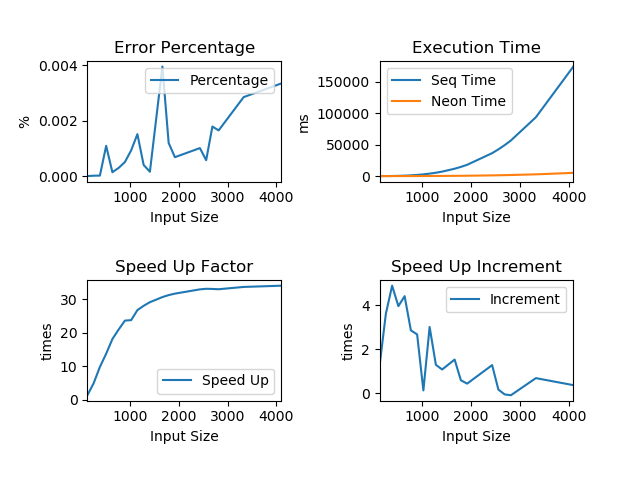 Error Percentage
0.004
0.002
0.000
%
Percentage
1000 2000 3000 4000
Input Size
Execution Time
150000
100000
50000
0
ms
Seq Time
Neon Time
1000 2000 3000 4000
Input Size
Speed Up Factor
30
20
10
0
times
Speed Up
1000 2000 3000 4000
Input Size
Speed Up Increment
4
2
0
times
Increment
1000 2000 3000 4000
Input Size